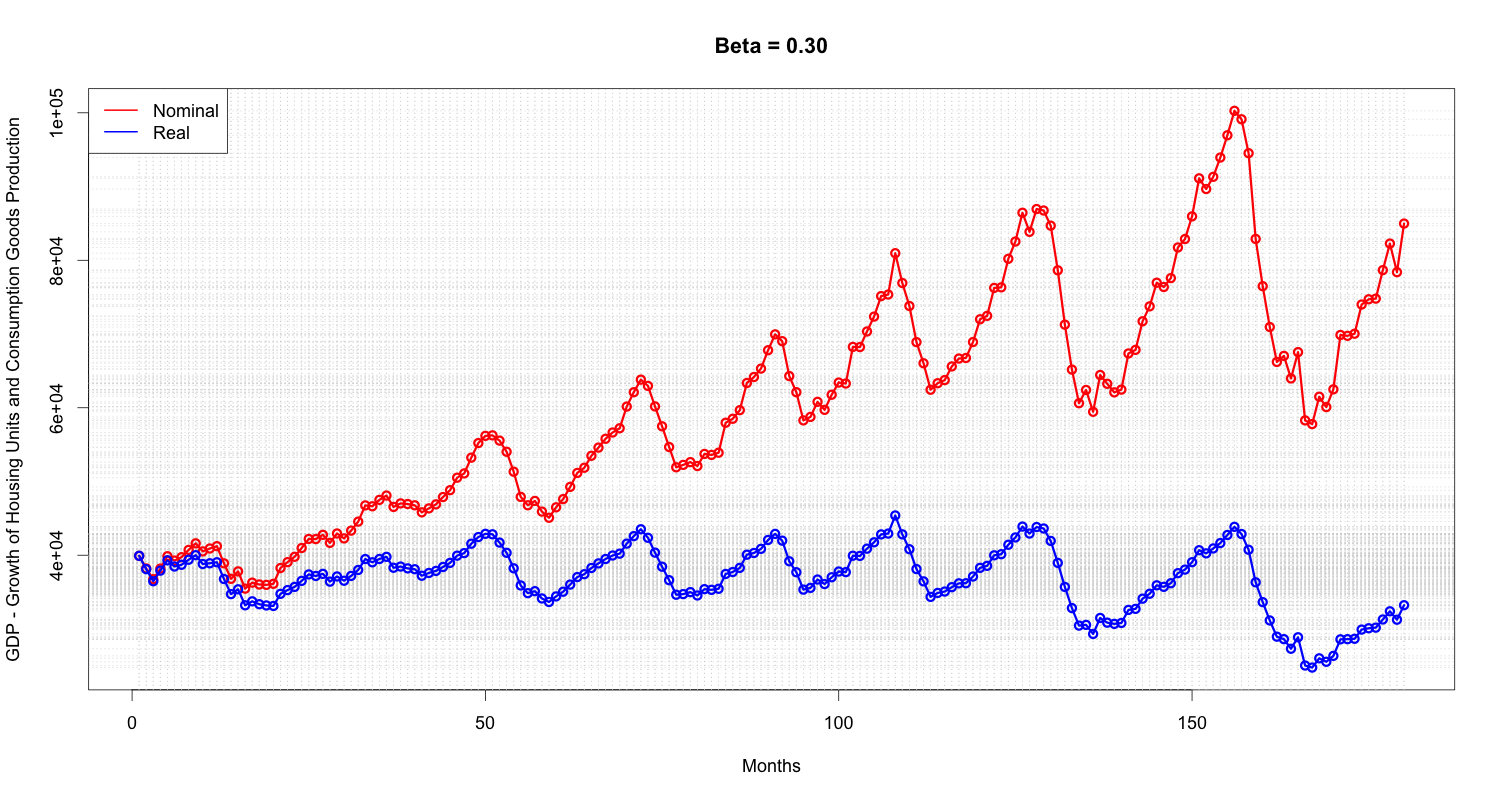 Beta = 0.30
Nominal
Real
GDP - Growth of Housing Units and Consumption Goods Production
1e+05
8e+04
6e+04
4e+04
0 50 100 150
Months